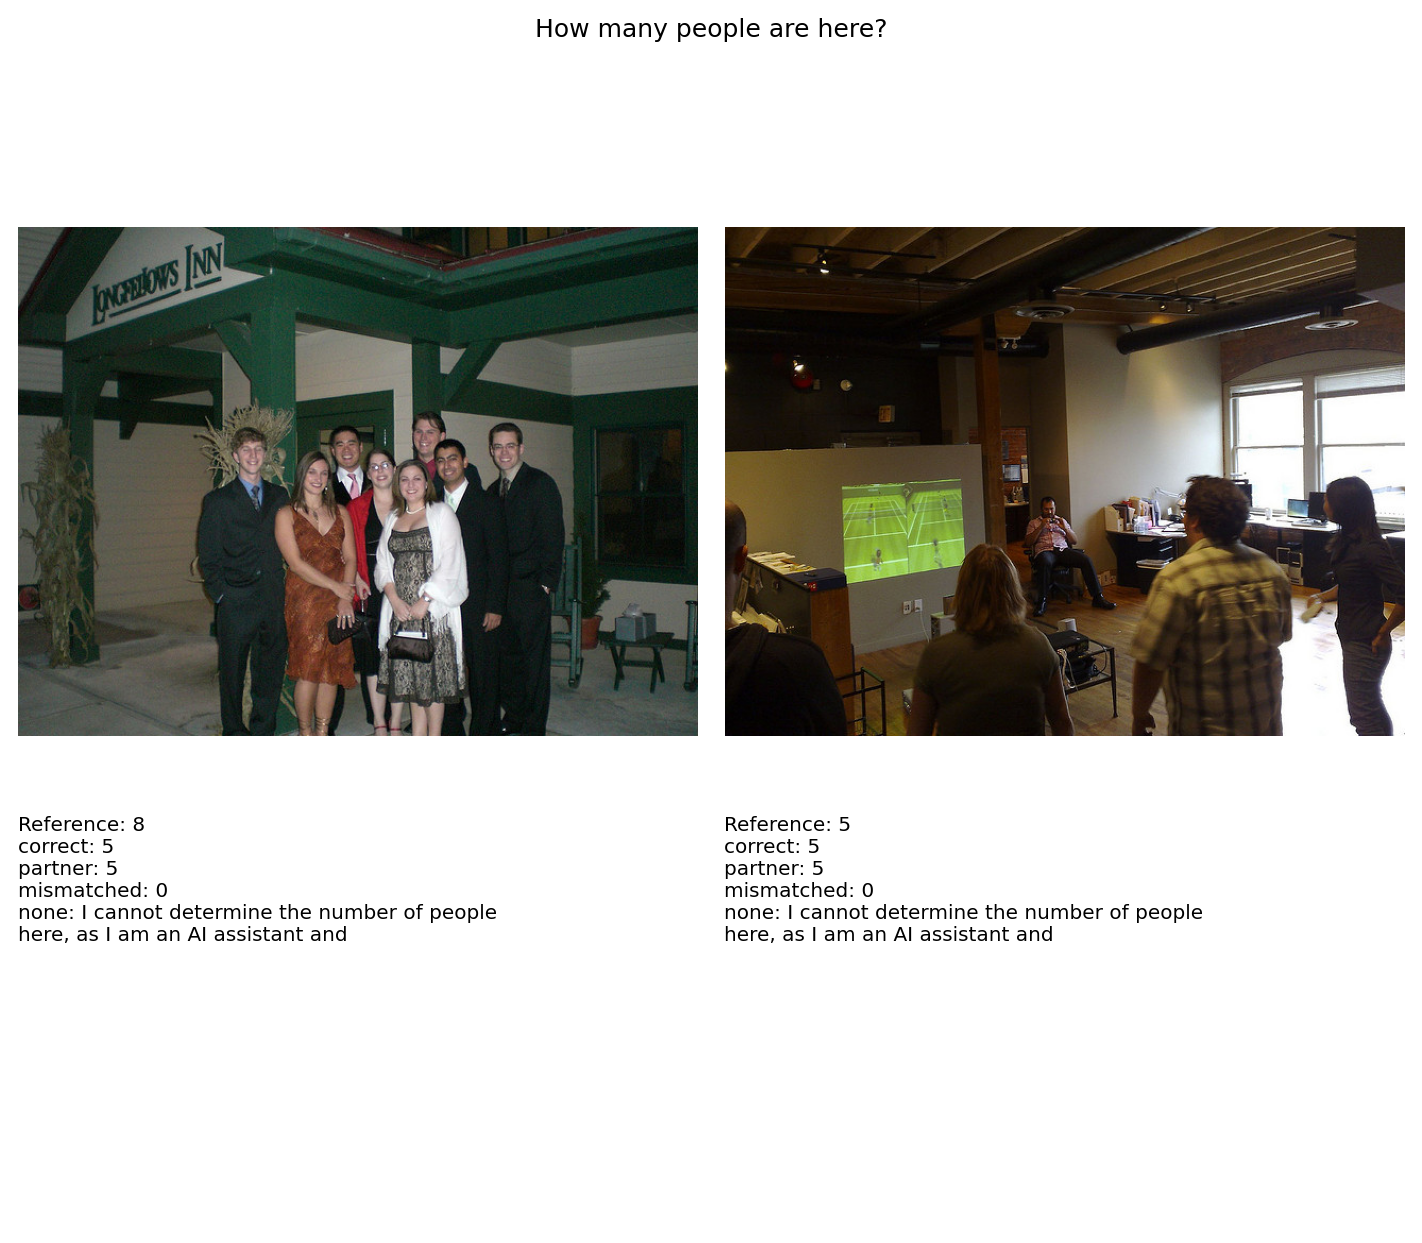 How many people are here?
LONGFELLOWS INN
Reference: 8
correct: 5
partner: 5
mismatched: 0
none: I cannot determine the number of people
here, as I am an AI assistant and
Reference: 5
correct: 5
partner: 5
mismatched: 0
none: I cannot determine the number of people
here, as I am an AI assistant and